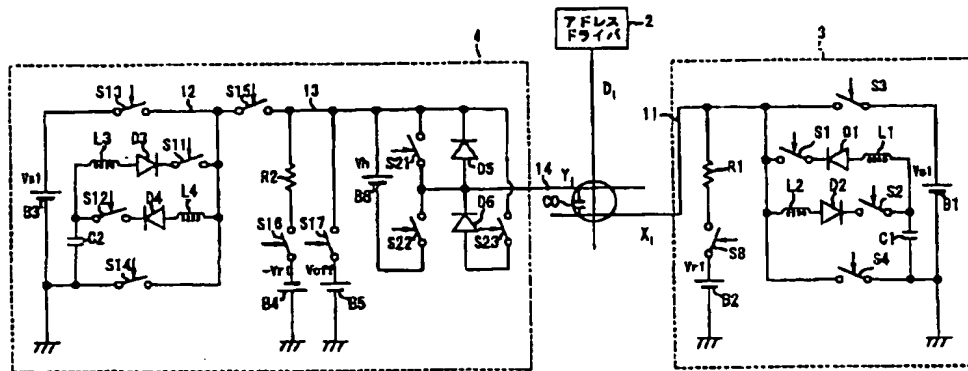 アドレス
ドライバ
2
4
3
S13
12
S15
13
D1
11
S3
L3
D3
S11
R2
Vh
S21
D5
14
Y1
R1
S1
D1
L1
Vs1
B3
S12
D4
L4
B6
C0
D6
L2
D2
S2
Vs1
B1
C2
S16
S17
S22
S23
X1
S8
C1
S14
-Vr1
Voff
Vr1
S4
B4
B5
B2